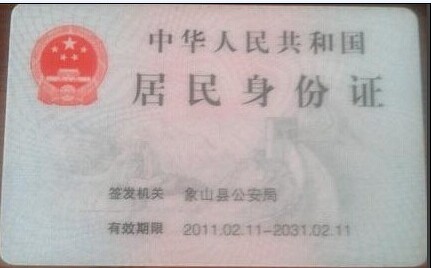 中华人民共和国
居民身份证
签发机关 象山县公安局
有效期限 2011.02.11-2031.02.11